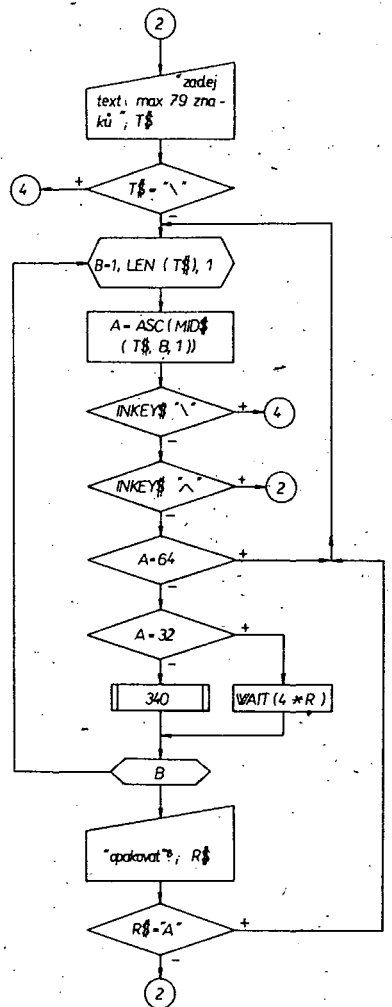 2
"zadej
text; max 79 zna-
ků "; T$
4
+
T$= "\"
−
B=1, LEN (T$), 1
A= ASC(MID$
(T$, B, 1))
INKEY$ "\"
+
4
−
INKEY$ "^"
+
2
−
A=64
+
−
A=32
+
−
340
WAIT(4*R)
B
"opakovat"?; R$
R$="A"
+
−
2